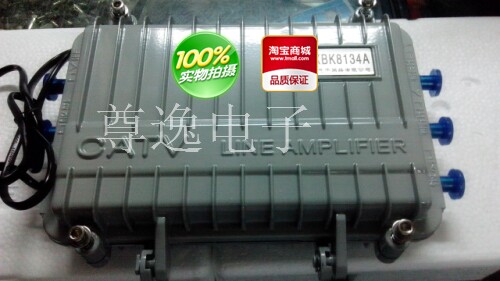 100%
实物拍摄
淘宝商城
www.tmall.com
品质保证
KBK8134A
尊逸电子
CATV LINE AMPLIFIER